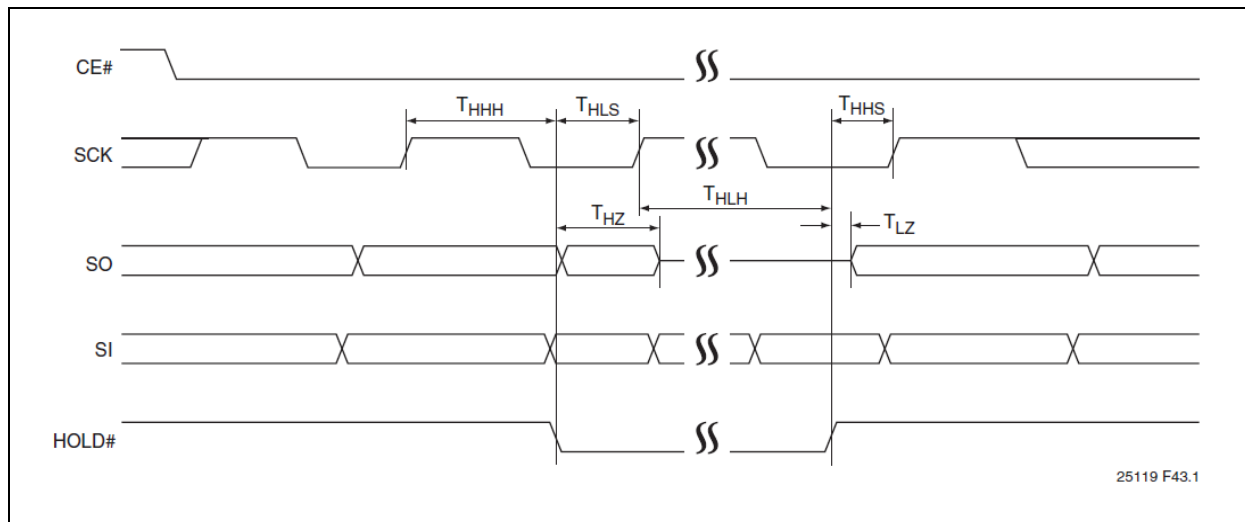 CE#
THHH THLS THHS
SCK
THLH
THZ TLZ
SO
SI
HOLD#
25119 F43.1